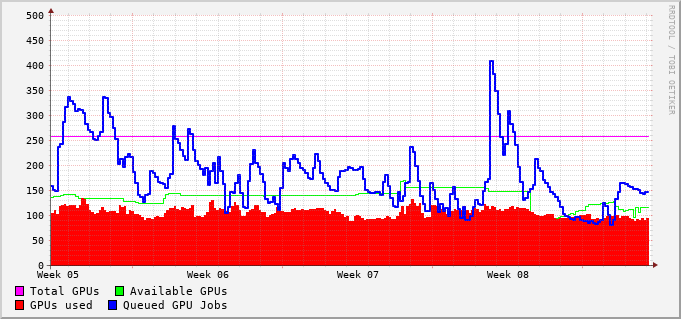 500
450
400
350
300
250
200
150
100
50
0
Week 05 Week 06 Week 07 Week 08
Total GPUs Available GPUs
GPUs used Queued GPU Jobs
RRDTOOL / TOBI OETIKER